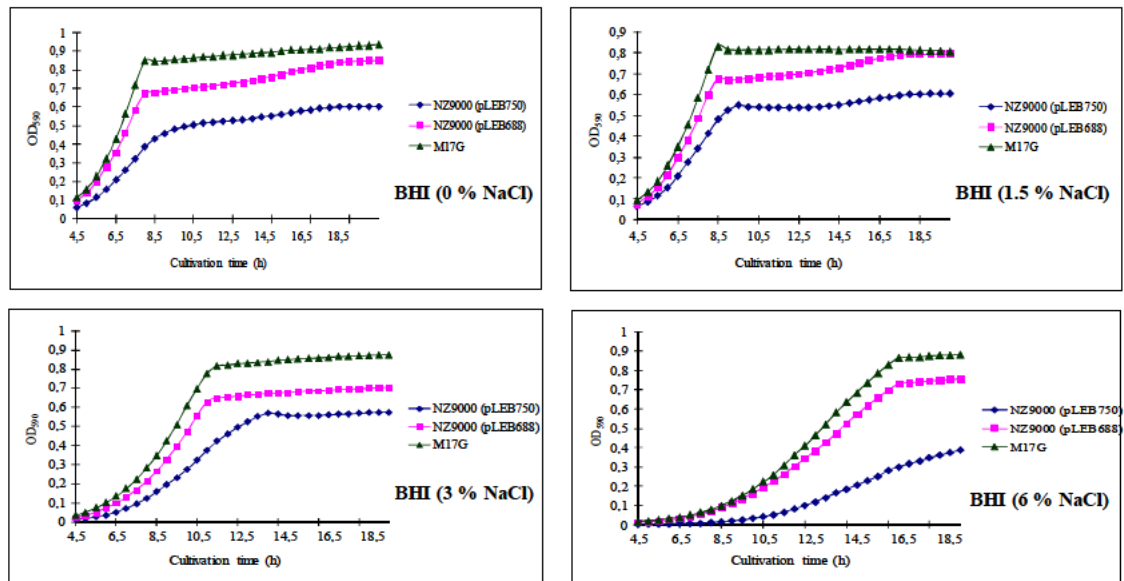 1
0,9
0,8
0,7
0,6
0,5
0,4
0,3
0,2
0,1
0
OD590
4,5 6,5 8,5 10,5 12,5 14,5 16,5 18,5
Cultivation time (h)
NZ9000 (pLEB750)
NZ9000 (pLEB688)
M17G
BHI (0 % NaCl)
0,9
0,8
0,7
0,6
0,5
0,4
0,3
0,2
0,1
0
OD590
4,5 6,5 8,5 10,5 12,5 14,5 16,5 18,5
Cultivation time (h)
NZ9000 (pLEB750)
NZ9000 (pLEB688)
M17G
BHI (1.5 % NaCl)
1
0,9
0,8
0,7
0,6
0,5
0,4
0,3
0,2
0,1
0
OD590
4,5 6,5 8,5 10,5 12,5 14,5 16,5 18,5
Cultivation time (h)
NZ9000 (pLEB750)
NZ9000 (pLEB688)
M17G
BHI (3 % NaCl)
1
0,9
0,8
0,7
0,6
0,5
0,4
0,3
0,2
0,1
0
OD590
4,5 6,5 8,5 10,5 12,5 14,5 16,5 18,5
Cultivation time (h)
NZ9000 (pLEB750)
NZ9000 (pLEB688)
M17G
BHI (6 % NaCl)